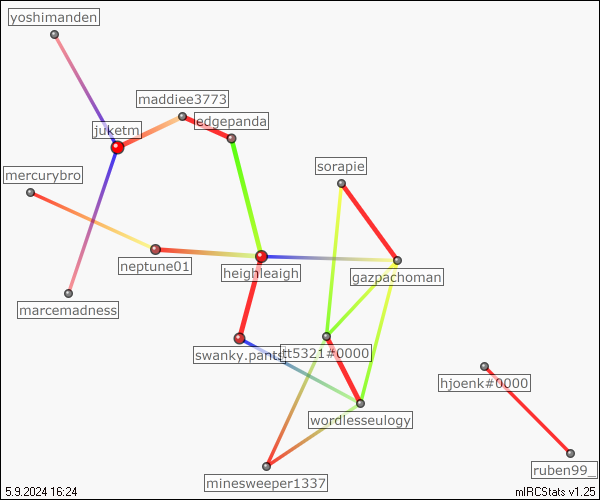 yoshimanden
maddiee3773
edgepanda
juketm
sorapie
mercurybro
neptune01
heighleaigh
gazpachoman
marcemadness
swanky.pants
tt5321#0000
hjoenk#0000
wordlesseulogy
ruben99_
minesweeper1337
5.9.2024 16:24
mIRCStats v1.25